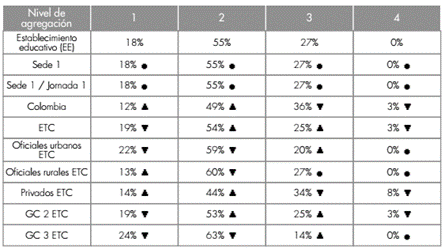 Nivel de agregación 1 2 3 4
Establecimiento educativo (EE) 18% 55% 27% 0%
Sede 1 18% ● 55% ● 27% ● 0% ●
Sede 1 / Jornada 1 18% ● 55% ● 27% ● 0% ●
Colombia 12% ▲ 49% ▲ 36% ▼ 3% ▼
ETC 19% ▼ 54% ▲ 25% ▲ 3% ▼
Oficiales urbanos ETC 22% ▼ 59% ▼ 20% ▲ 0% ●
Oficiales rurales ETC 13% ▲ 60% ▼ 27% ● 0% ●
Privados ETC 14% ▲ 44% ▲ 34% ▼ 8% ▼
GC 2 ETC 19% ▼ 53% ▲ 25% ▲ 3% ▼
GC 3 ETC 24% ▼ 63% ▼ 14% ▲ 0% ●